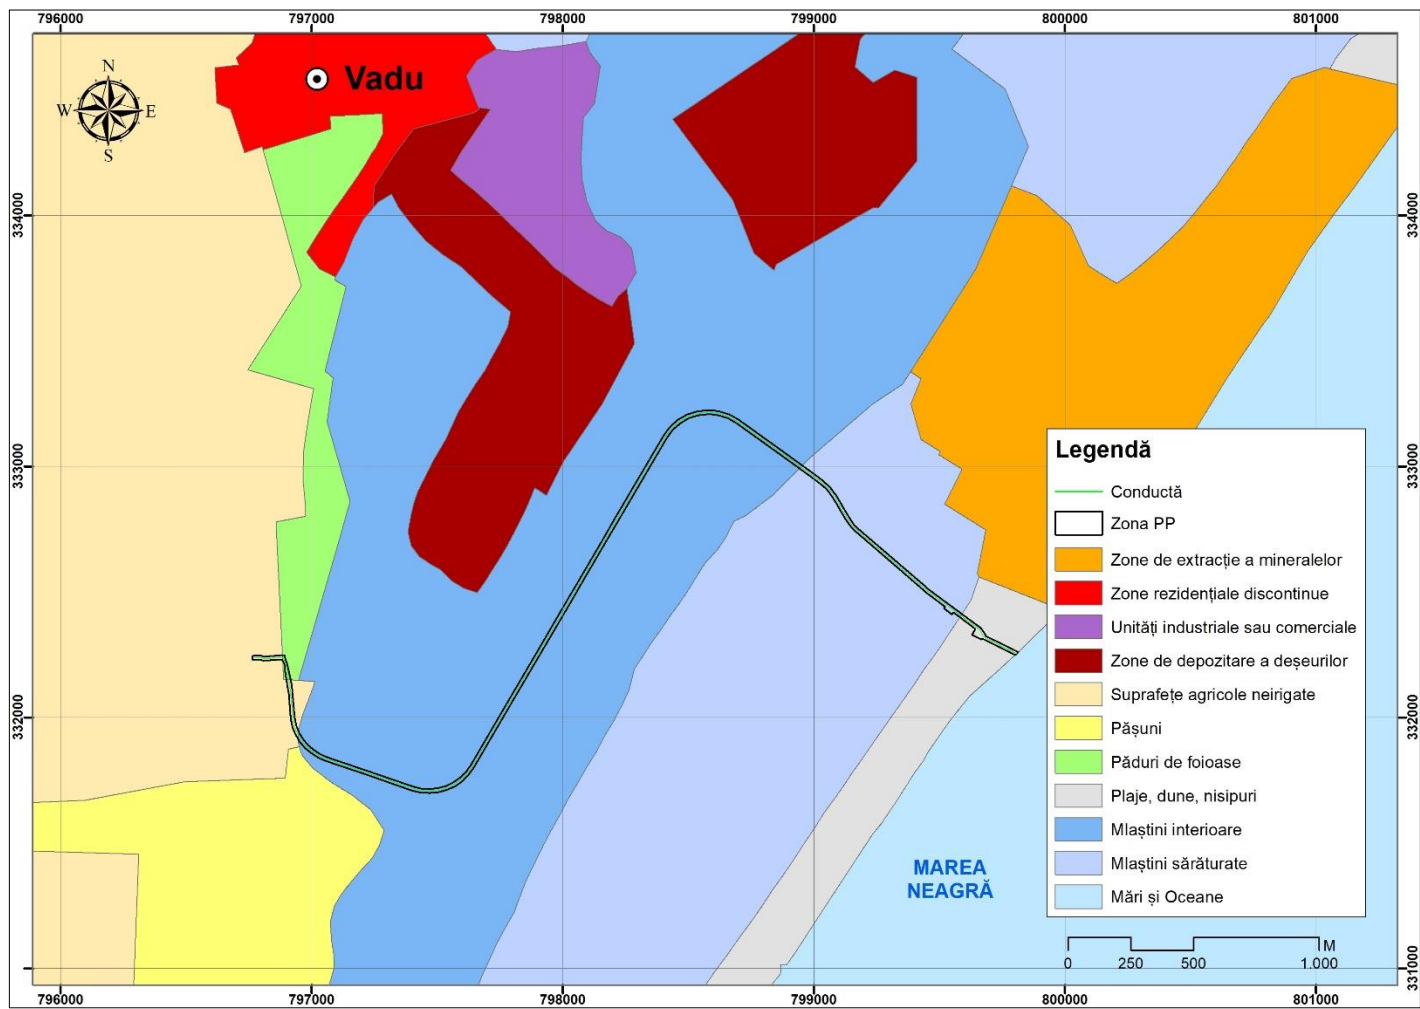 796000 797000 798000 799000 800000 801000
Vadu
N
W E
S
334000 334000
333000 333000
332000 332000
331000
Legendă
Conductă
Zona PP
Zone de extracție a mineralelor
Zone rezidențiale discontinue
Unități industriale sau comerciale
Zone de depozitare a deșeurilor
Suprafețe agricole neirigate
Pășuni
Păduri de foioase
Plaje, dune, nisipuri
Mlaștini interioare
Mlaștini sărăturate
Mări și Oceane
MAREA
NEAGRĂ
M
0 250 500 1.000
796000 797000 798000 799000 800000 801000